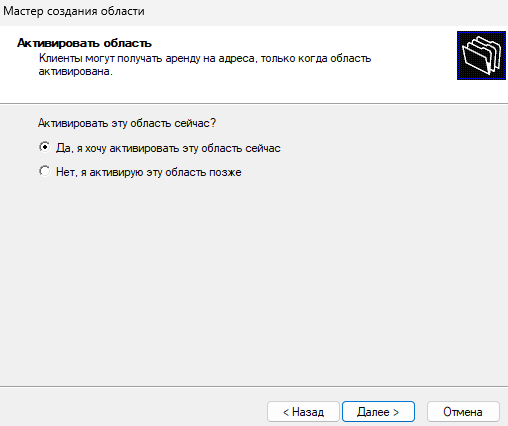 Мастер создания области
Активировать область
Клиенты могут получать аренду на адреса, только когда область
активирована.
Активировать эту область сейчас?
Да, я хочу активировать эту область сейчас
Нет, я активирую эту область позже
< Назад
Далее >
Отмена